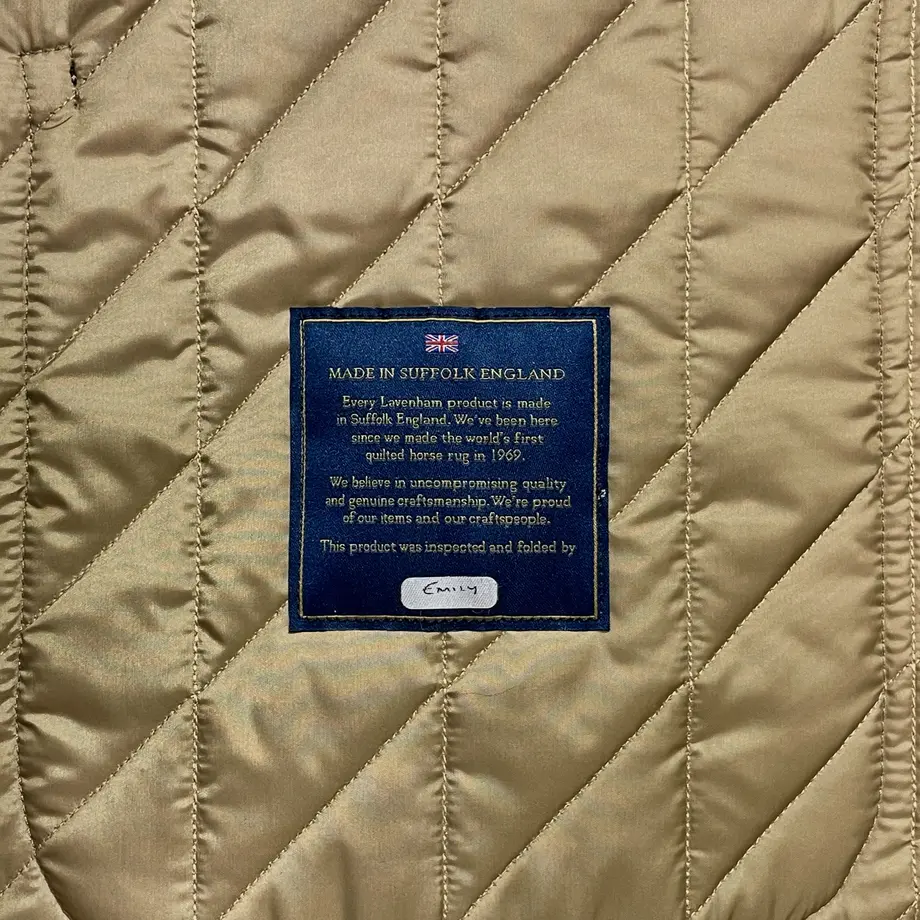 MADE IN SUFFOLK ENGLAND
Every Lavenham product is made
in Suffolk England. We've been here
since we made the world's first
quilted horse rug in 1969.
We believe in uncompromising quality
and genuine craftsmanship. We're proud
of our items and our craftspeople.
This product was inspected and folded by
EMILY